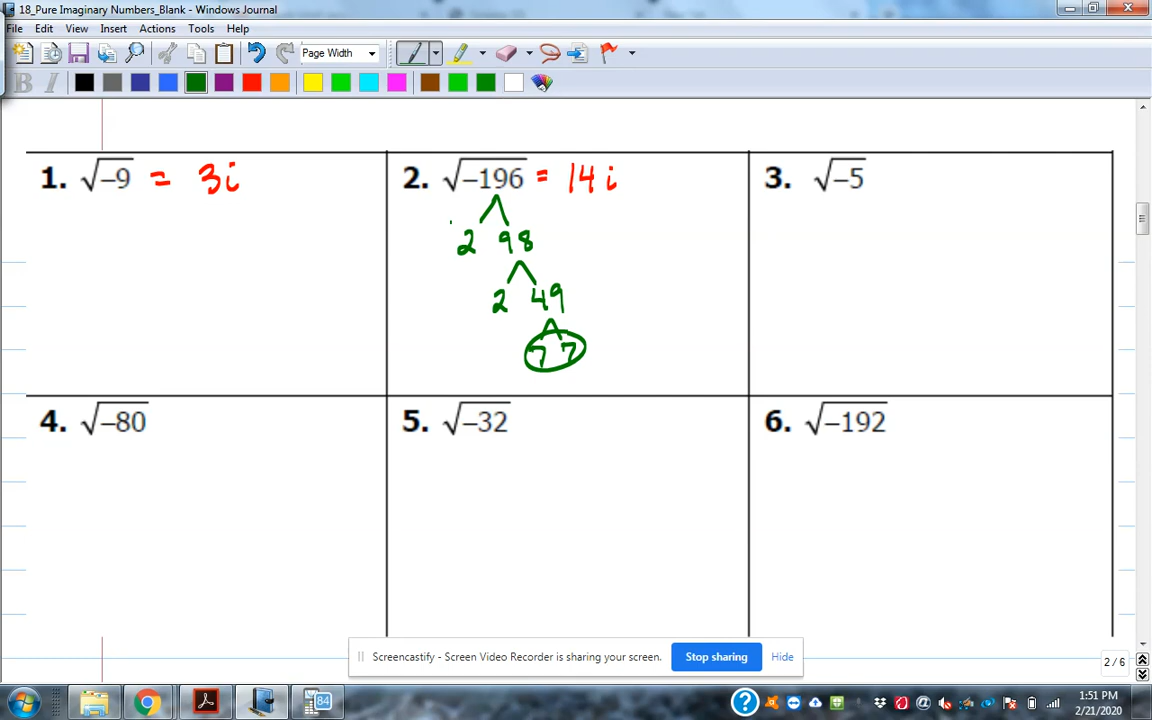 18_Pure Imaginary Numbers_Blank - Windows Journal
File Edit View Insert Actions Tools Help
Page Width
B I
1. √-9 = 3i
2. √-196 = 14i
3. √-5
2 98
2 49
7 7
4. √-80
5. √-32
6. √-192
Screencastify - Screen Video Recorder is sharing your screen. Stop sharing Hide
2 / 6
84
1:51 PM
2/21/2020